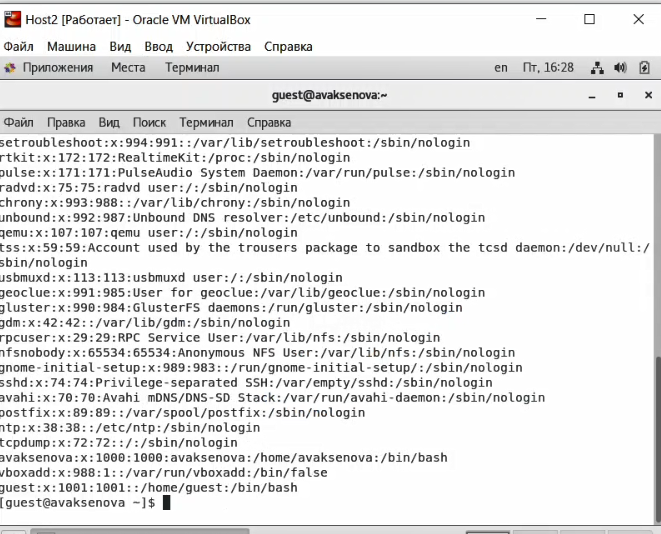 Host2 [Работает] - Oracle VM VirtualBox
Файл Машина Вид Ввод Устройства Справка
Приложения Места Терминал en Пт, 16:28
guest@avaksenova:~
Файл Правка Вид Поиск Терминал Справка
setroubleshoot:x:994:991::/var/lib/setroubleshoot:/sbin/nologin
rtkit:x:172:172:RealtimeKit:/proc:/sbin/nologin
pulse:x:171:171:PulseAudio System Daemon:/var/run/pulse:/sbin/nologin
radvd:x:75:75:radvd user:/:/sbin/nologin
chrony:x:993:988::/var/lib/chrony:/sbin/nologin
unbound:x:992:987:Unbound DNS resolver:/etc/unbound:/sbin/nologin
qemu:x:107:107:qemu user:/:/sbin/nologin
tss:x:59:59:Account used by the trousers package to sandbox the tcsd daemon:/dev/null:/
sbin/nologin
usbmuxd:x:113:113:usbmuxd user:/:/sbin/nologin
geoclue:x:991:985:User for geoclue:/var/lib/geoclue:/sbin/nologin
gluster:x:990:984:GlusterFS daemons:/run/gluster:/sbin/nologin
gdm:x:42:42::/var/lib/gdm:/sbin/nologin
rpcuser:x:29:29:RPC Service User:/var/lib/nfs:/sbin/nologin
nfsnobody:x:65534:65534:Anonymous NFS User:/var/lib/nfs:/sbin/nologin
gnome-initial-setup:x:989:983::/run/gnome-initial-setup/:/sbin/nologin
sshd:x:74:74:Privilege-separated SSH:/var/empty/sshd:/sbin/nologin
avahi:x:70:70:Avahi mDNS/DNS-SD Stack:/var/run/avahi-daemon:/sbin/nologin
postfix:x:89:89::/var/spool/postfix:/sbin/nologin
ntp:x:38:38::/etc/ntp:/sbin/nologin
tcpdump:x:72:72::/:/sbin/nologin
avaksenova:x:1000:1000:avaksenova:/home/avaksenova:/bin/bash
vboxadd:x:988:1::/var/run/vboxadd:/bin/false
guest:x:1001:1001::/home/guest:/bin/bash
[guest@avaksenova ~]$